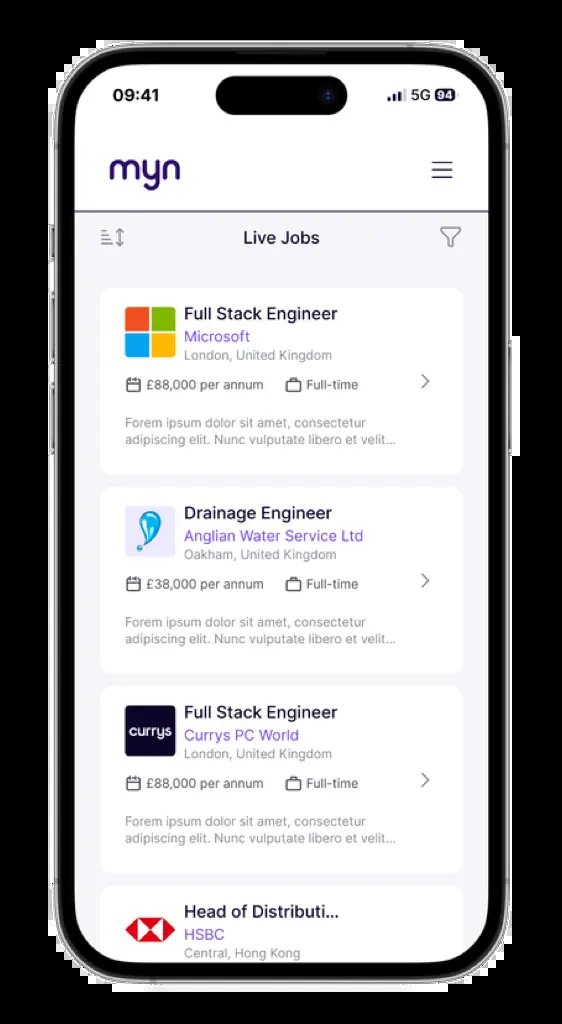 09:41 5G 94
myn
Live Jobs
Full Stack Engineer
Microsoft
London, United Kingdom
£88,000 per annum Full-time
Forem ipsum dolor sit amet, consectetur
adipiscing elit. Nunc vulputate libero et velit...
Drainage Engineer
Anglian Water Service Ltd
Oakham, United Kingdom
£38,000 per annum Full-time
Forem ipsum dolor sit amet, consectetur
adipiscing elit. Nunc vulputate libero et velit...
currys
Full Stack Engineer
Currys PC World
London, United Kingdom
£88,000 per annum Full-time
Forem ipsum dolor sit amet, consectetur
adipiscing elit. Nunc vulputate libero et velit...
Head of Distributi...
HSBC
Central, Hong Kong